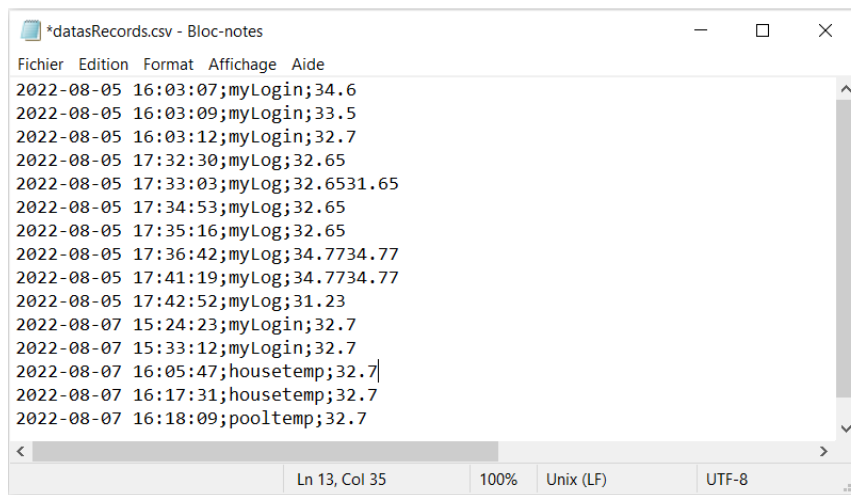 *datasRecords.csv - Bloc-notes
Fichier Edition Format Affichage Aide
2022-08-05 16:03:07;myLogin;34.6
2022-08-05 16:03:09;myLogin;33.5
2022-08-05 16:03:12;myLogin;32.7
2022-08-05 17:32:30;myLog;32.65
2022-08-05 17:33:03;myLog;32.6531.65
2022-08-05 17:34:53;myLog;32.65
2022-08-05 17:35:16;myLog;32.65
2022-08-05 17:36:42;myLog;34.7734.77
2022-08-05 17:41:19;myLog;34.7734.77
2022-08-05 17:42:52;myLog;31.23
2022-08-07 15:24:23;myLogin;32.7
2022-08-07 15:33:12;myLogin;32.7
2022-08-07 16:05:47;housetemp;32.7
2022-08-07 16:17:31;housetemp;32.7
2022-08-07 16:18:09;pooltemp;32.7
Ln 13, Col 35 100% Unix (LF) UTF-8